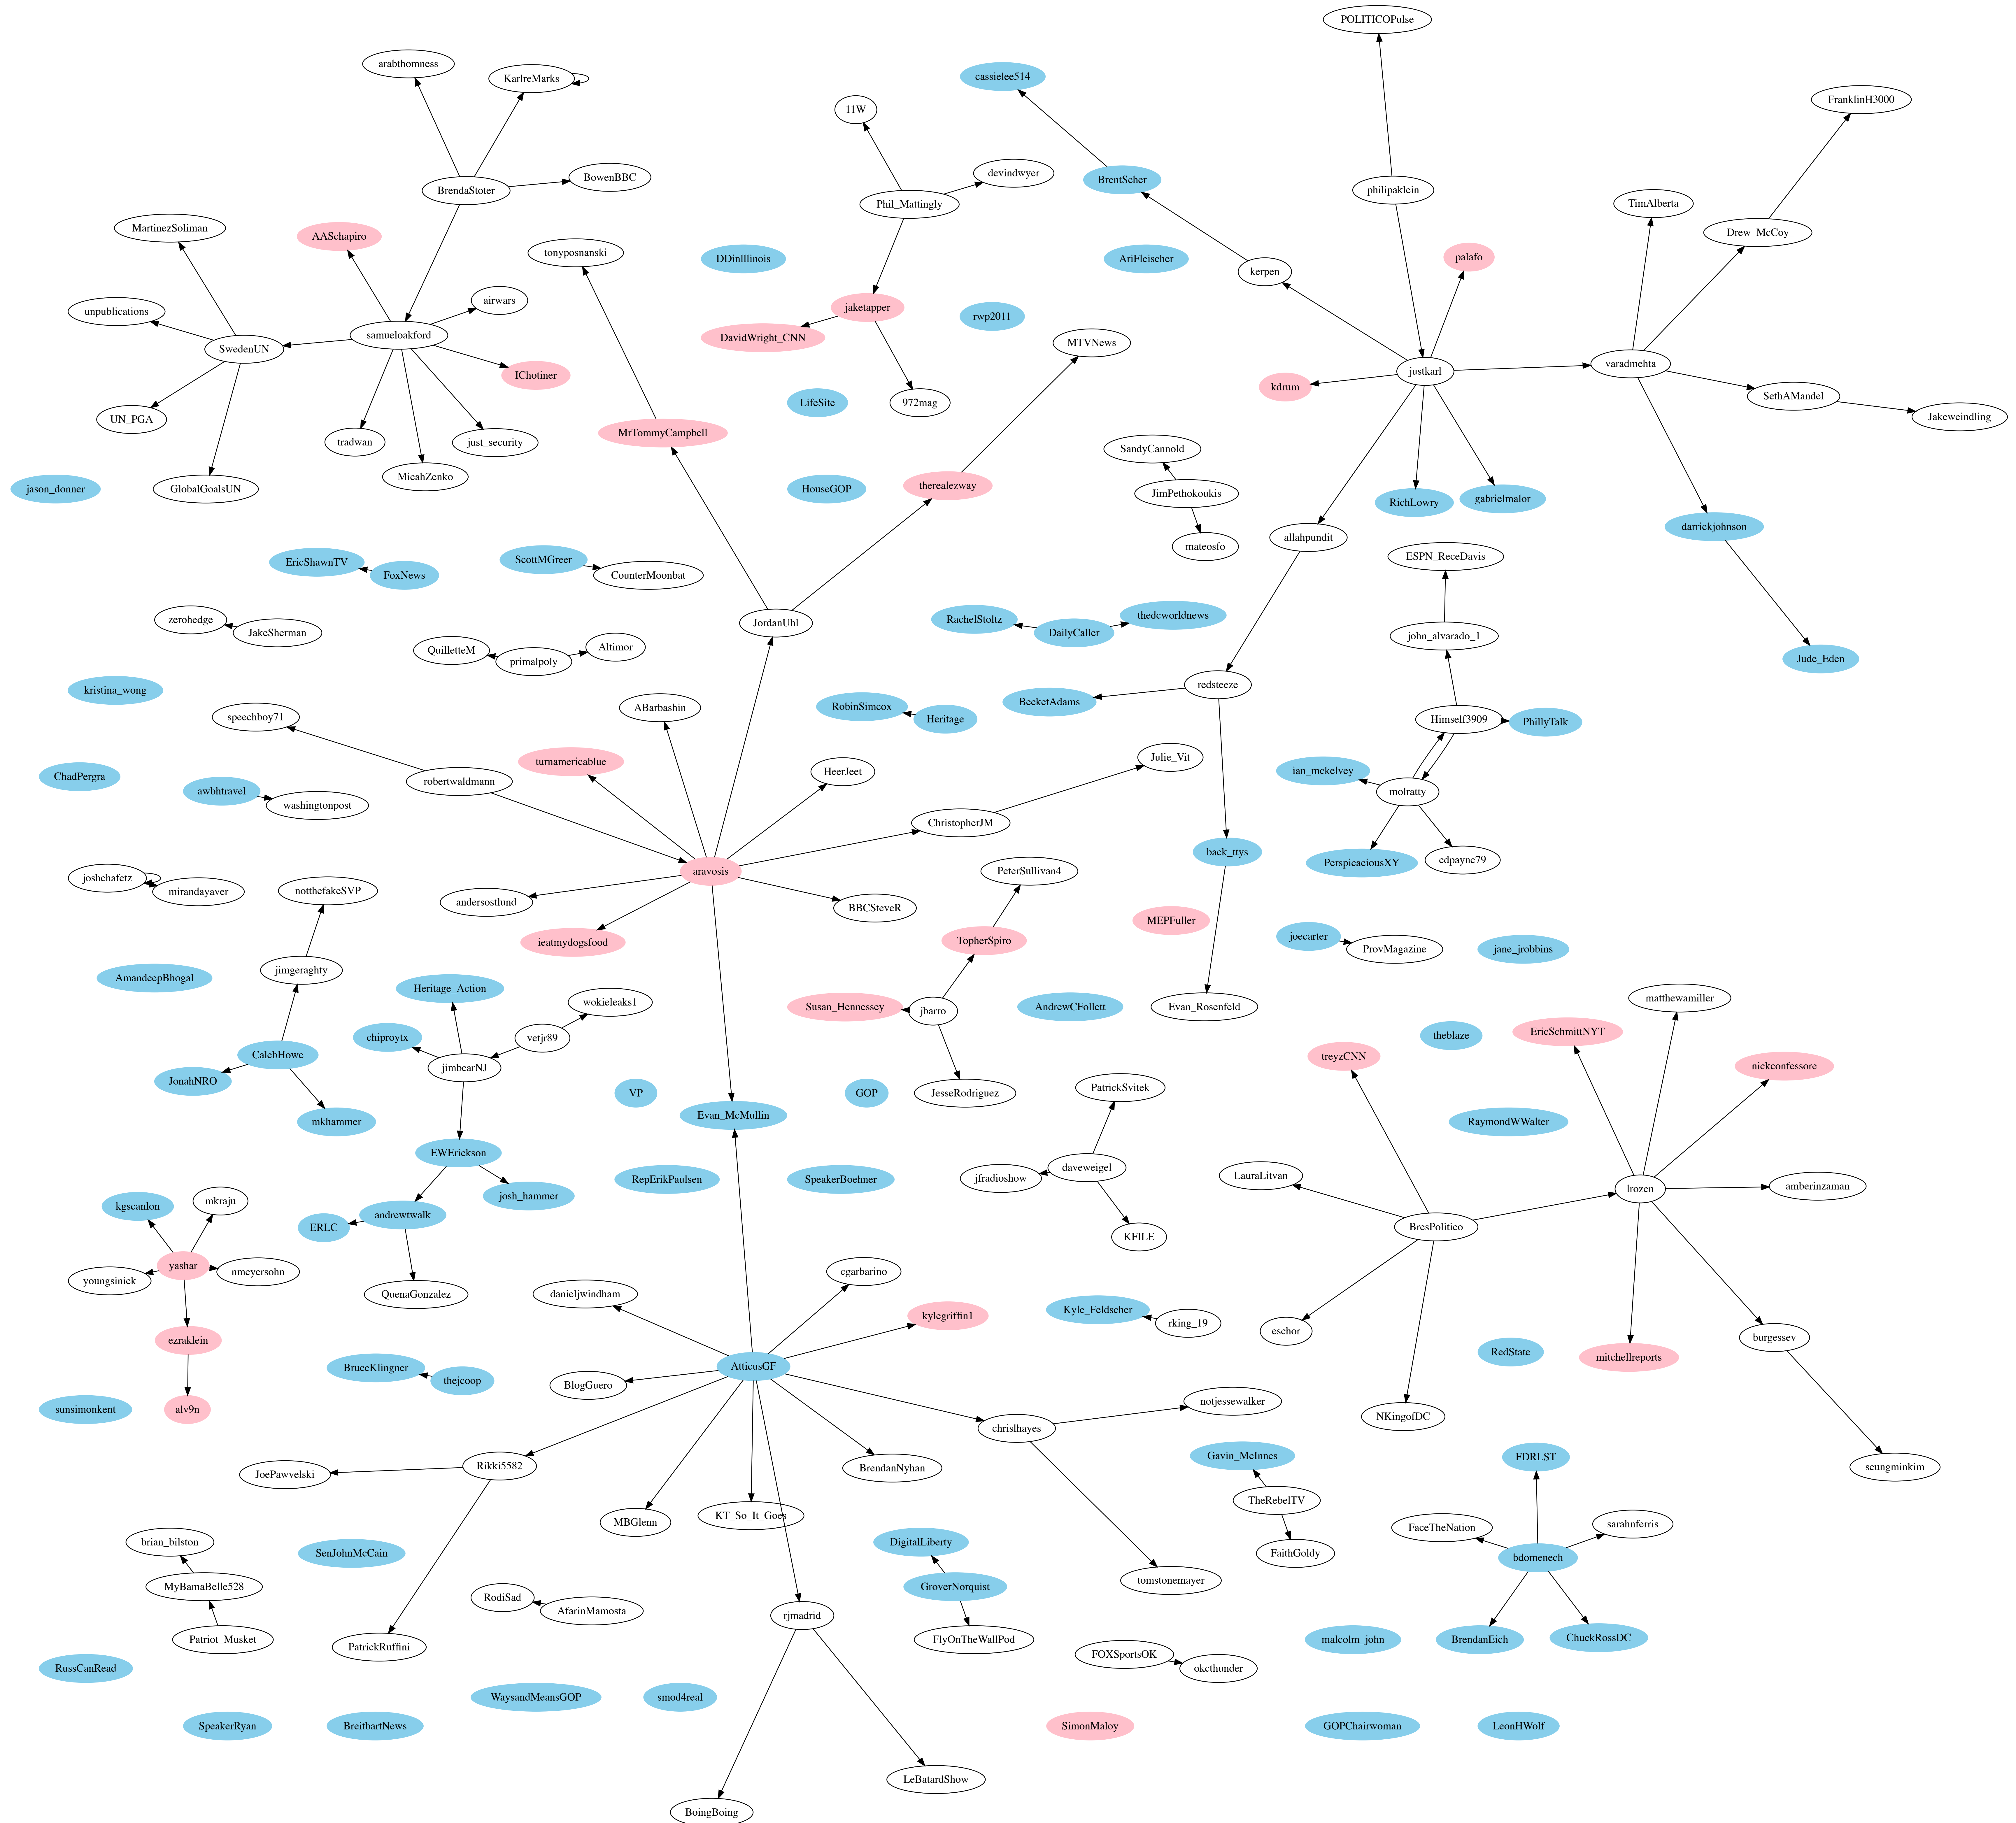 POLITICOPulse
arabthomness
KarlreMarks
cassielee514
FranklinH3000
11W
BowenBBC
devindwyer
BrentScher
BrendaStoter
philipaklein
Phil_Mattingly
TimAlberta
MartinezSoliman
_Drew_McCoy_
AASchapiro
tonyposnanski
DDinIllinois
AriFleischer
palafo
kerpen
airwars
jaketapper
unpublications
rwp2011
samueloakford
DavidWright_CNN
MTVNews
SwedenUN
varadmehta
justkarl
IChotiner
kdrum
SethAMandel
LifeSite
972mag
Jakeweindling
UN_PGA
MrTommyCampbell
tradwan
just_security
SandyCannold
MicahZenko
therealezway
jason_donner
GlobalGoalsUN
HouseGOP
JimPethokoukis
gabrielmalor
RichLowry
darrickjohnson
allahpundit
mateosfo
ESPN_ReceDavis
ScottMGreer
EricShawnTV
FoxNews
CounterMoonbat
thedcworldnews
zerohedge
RachelStoltz
JordanUhl
JakeSherman
DailyCaller
john_alvarado_1
Altimor
QuilletteM
primalpoly
Jude_Eden
redsteeze
kristina_wong
BecketAdams
RobinSimcox
ABarbashin
speechboy71
Heritage
Himself3909
PhillyTalk
Julie_Vit
turnamericablue
HeerJeet
ian_mckelvey
ChadPergra
robertwaldmann
awbhtravel
molratty
washingtonpost
ChristopherJM
back_ttys
cdpayne79
PerspicaciousXY
aravosis
PeterSullivan4
joshchafetz
mirandayaver
notthefakeSVP
andersostlund
BBCSteveR
MEPFuller
joecarter
TopherSpiro
ieatmydogsfood
ProvMagazine
jane_jrobbins
jimgeraghty
AmandeepBhogal
Heritage_Action
matthewamiller
wokieleaks1
Susan_Hennessey
AndrewCFollett
Evan_Rosenfeld
jbarro
EricSchmittNYT
theblaze
chiproytx
vetjr89
CalebHowe
treyzCNN
nickconfessore
jimbearNJ
JonahNRO
PatrickSvitek
VP
GOP
JesseRodriguez
Evan_McMullin
mkhammer
RaymondWWalter
EWErickson
daveweigel
LauraLitvan
jfradioshow
RepErikPaulsen
SpeakerBoehner
amberinzaman
lrozen
josh_hammer
mkraju
kgscanlon
andrewtwalk
ERLC
BresPolitico
KFILE
yashar
nmeyersohn
cgarbarino
youngsinick
QuenaGonzalez
danieljwindham
Kyle_Feldscher
kylegriffin1
rking_19
eschor
burgessev
ezraklein
RedState
mitchellreports
BruceKlingner
AtticusGF
thejcoop
BlogGuero
notjessewalker
sunsimonkent
alv9n
NKingofDC
chrislhayes
Gavin_McInnes
FDRLST
Rikki5582
BrendanNyhan
seungminkim
JoePawvelski
TheRebelTV
KT_So_It_Goes
MBGlenn
sarahnferris
FaceTheNation
brian_bilston
DigitalLiberty
SenJohnMcCain
FaithGoldy
bdomenech
tomstonemayer
MyBamaBelle528
GroverNorquist
RodiSad
AfarinMamosta
rjmadrid
Patriot_Musket
FlyOnTheWallPod
malcolm_john
BrendanEich
ChuckRossDC
PatrickRuffini
FOXSportsOK
okcthunder
RussCanRead
WaysandMeansGOP
smod4real
SpeakerRyan
BreitbartNews
SimonMaloy
GOPChairwoman
LeonHWolf
LeBatardShow
BoingBoing